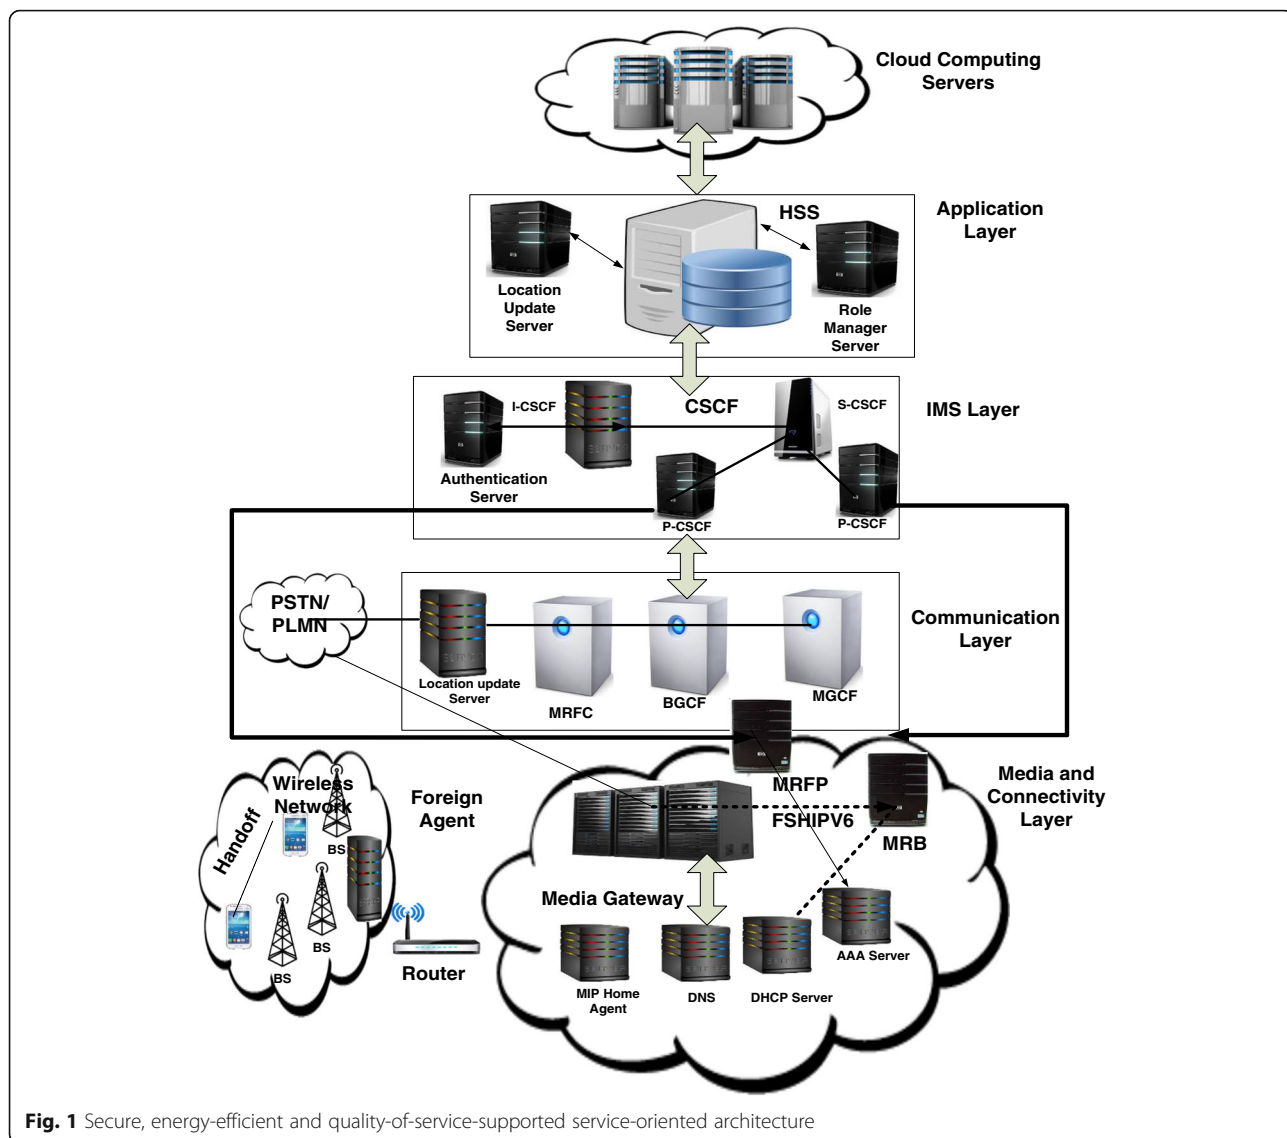 Cloud Computing
Servers
HSS
Application
Layer
Location
Update
Server
Role
Manager
Server
I-CSCF
CSCF
S-CSCF
IMS Layer
Authentication
Server
P-CSCF
P-CSCF
PSTN/
PLMN
Communication
Layer
Location update
Server
MRFC
BGCF
MGCF
Wireless
Network
Handoff
BS
BS
BS
Foreign
Agent
Router
MRFP
FSHIPV6
MRB
Media and
Connectivity
Layer
Media Gateway
MIP Home
Agent
DNS
DHCP Server
AAA Server
Fig. 1 Secure, energy-efficient and quality-of-service-supported service-oriented architecture